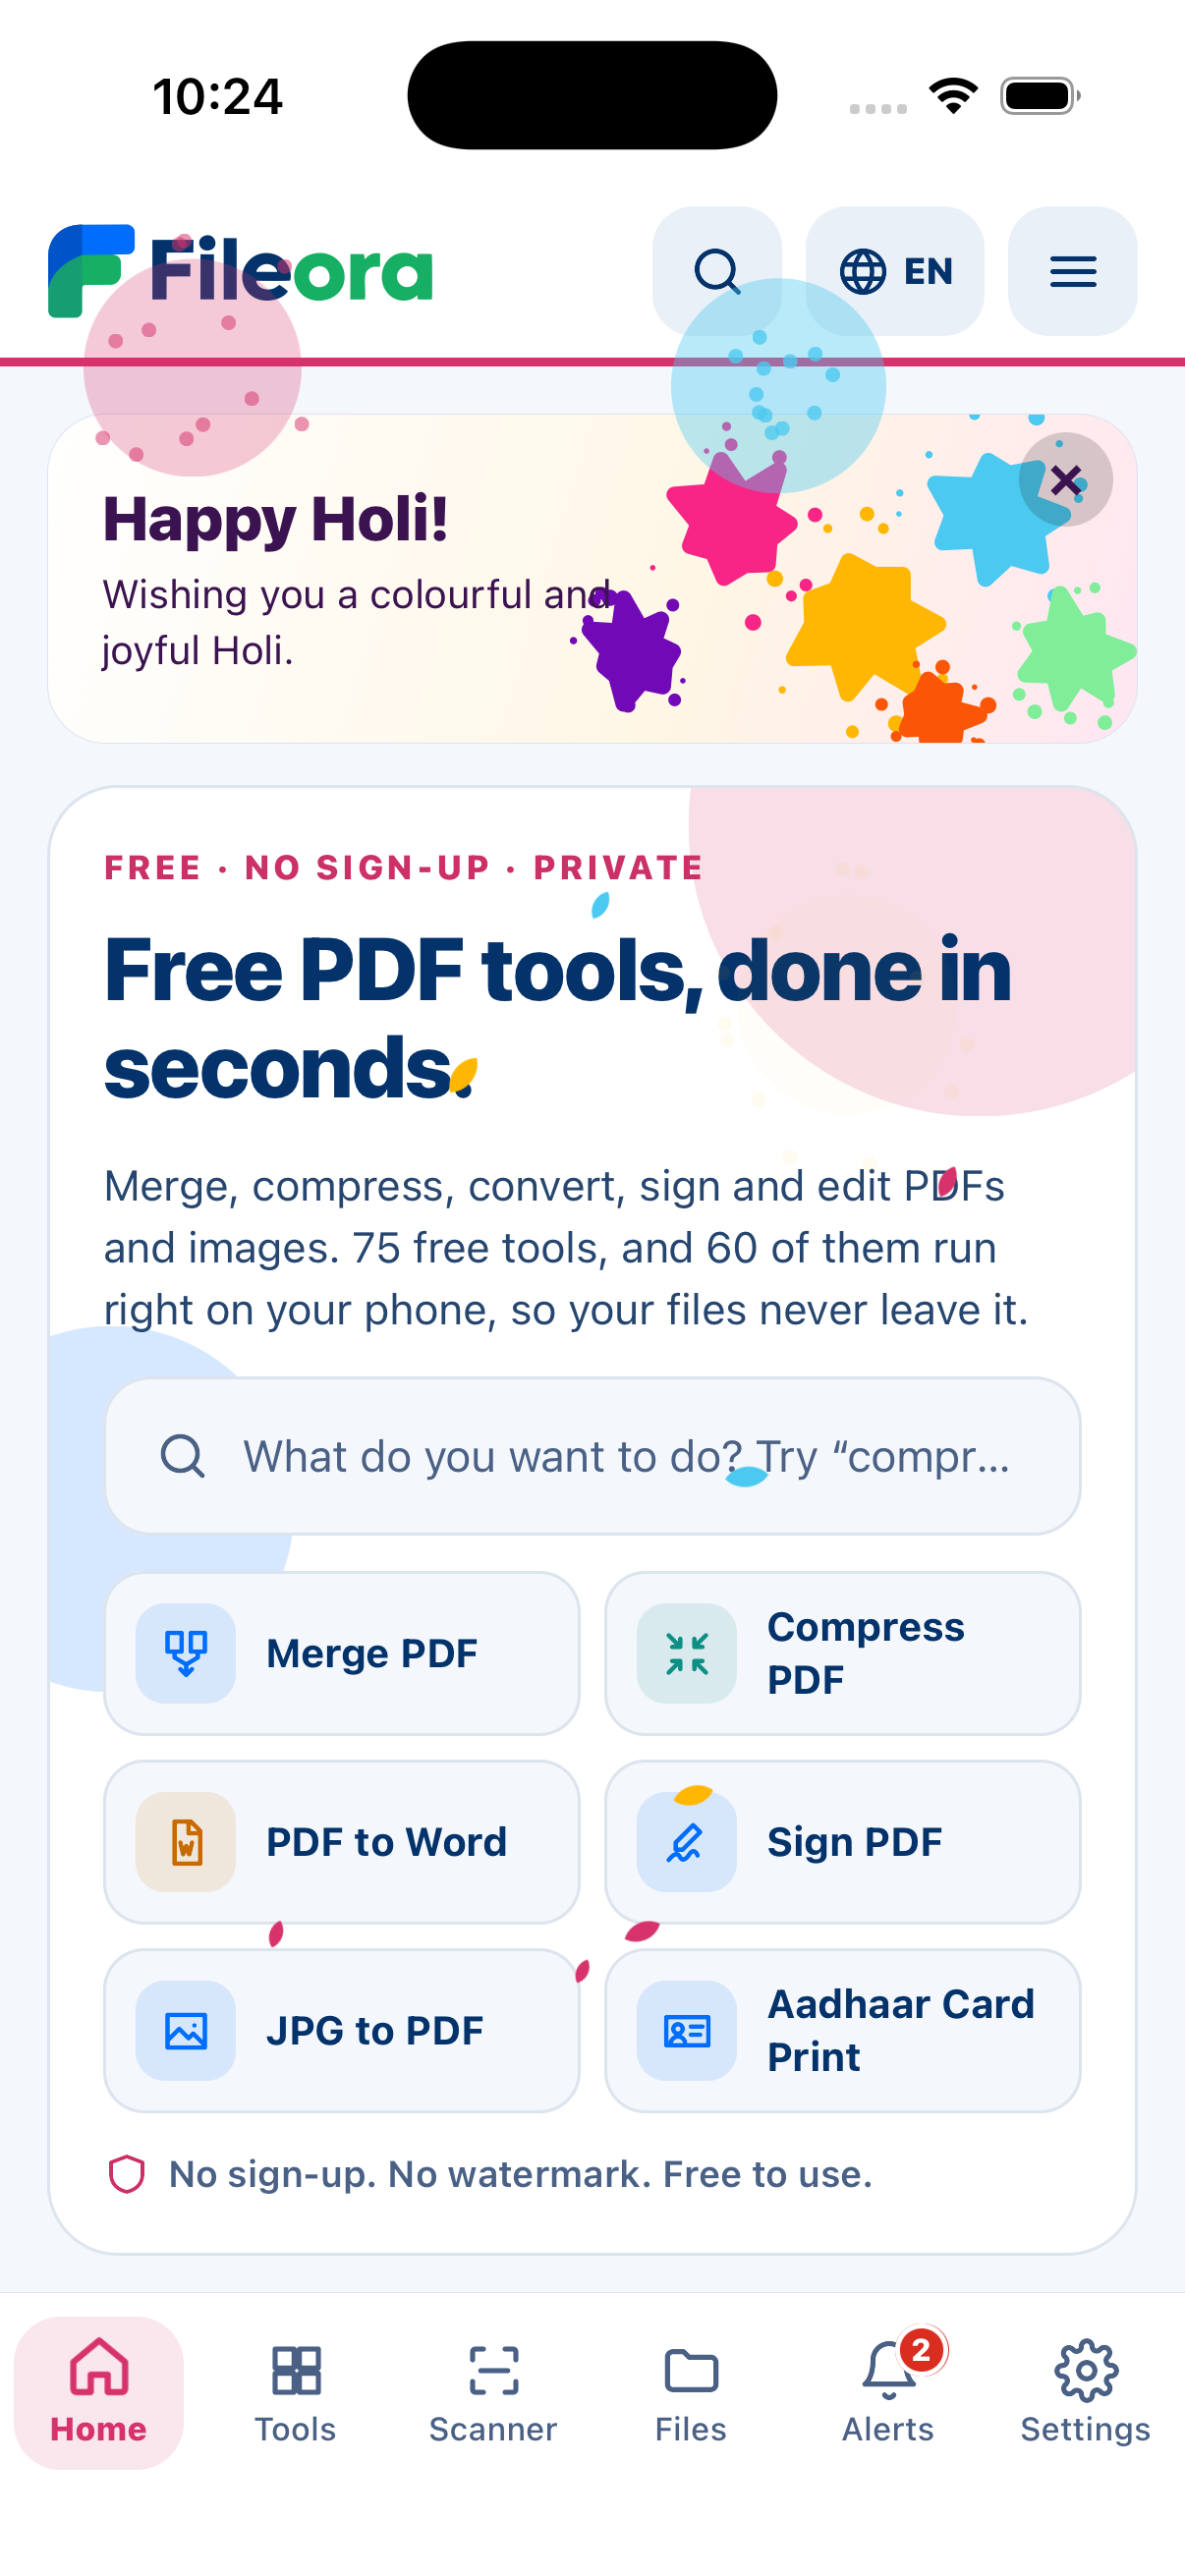 10:24
Fileora
EN
Happy Holi!
Wishing you a colourful and
joyful Holi.
FREE · NO SIGN-UP · PRIVATE
Free PDF tools, done in
seconds.
Merge, compress, convert, sign and edit PDFs
and images. 75 free tools, and 60 of them run
right on your phone, so your files never leave it.
What do you want to do? Try “compr...
Merge PDF
Compress
PDF
PDF to Word
Sign PDF
JPG to PDF
Aadhaar Card
Print
No sign-up. No watermark. Free to use.
2
Home
Tools
Scanner
Files
Alerts
Settings